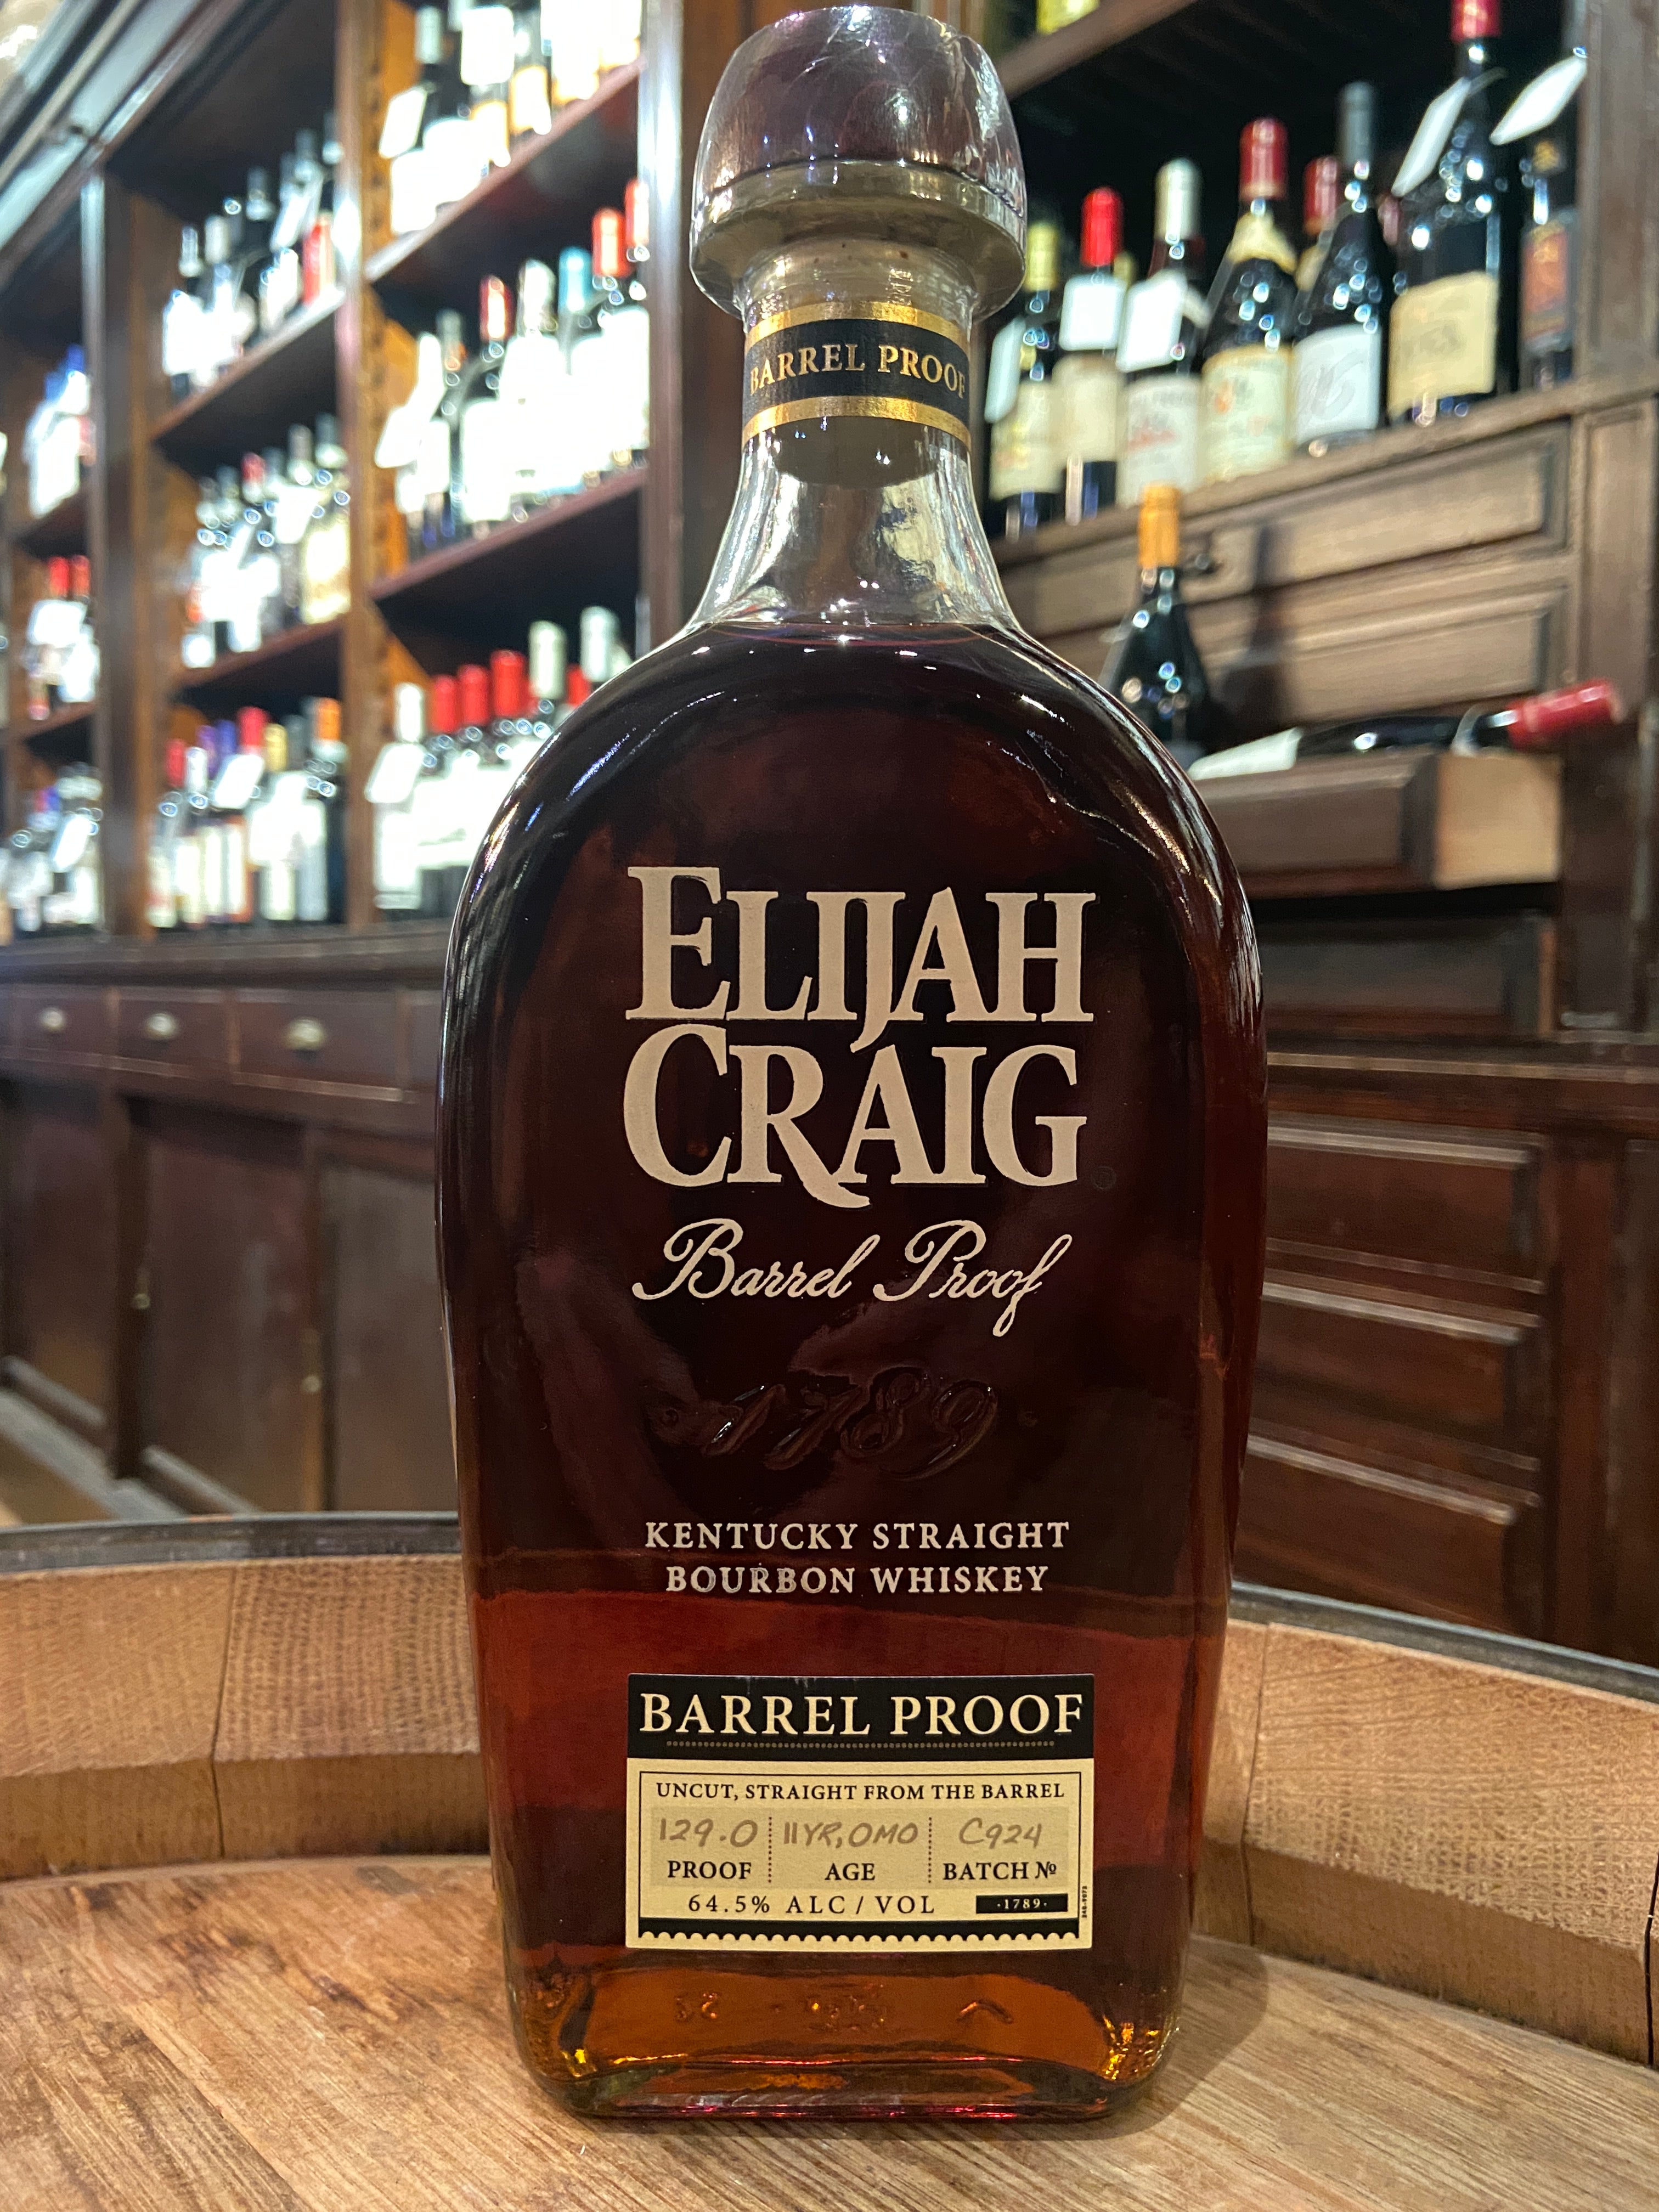 BARREL PROOF
ELIJAH
CRAIG
Barrel Proof
1789
KENTUCKY STRAIGHT
BOURBON WHISKEY
BARREL PROOF
UNCUT, STRAIGHT FROM THE BARREL
129.0 11YR,0MO C924
PROOF AGE BATCH №
64.5% ALC / VOL ·1789·